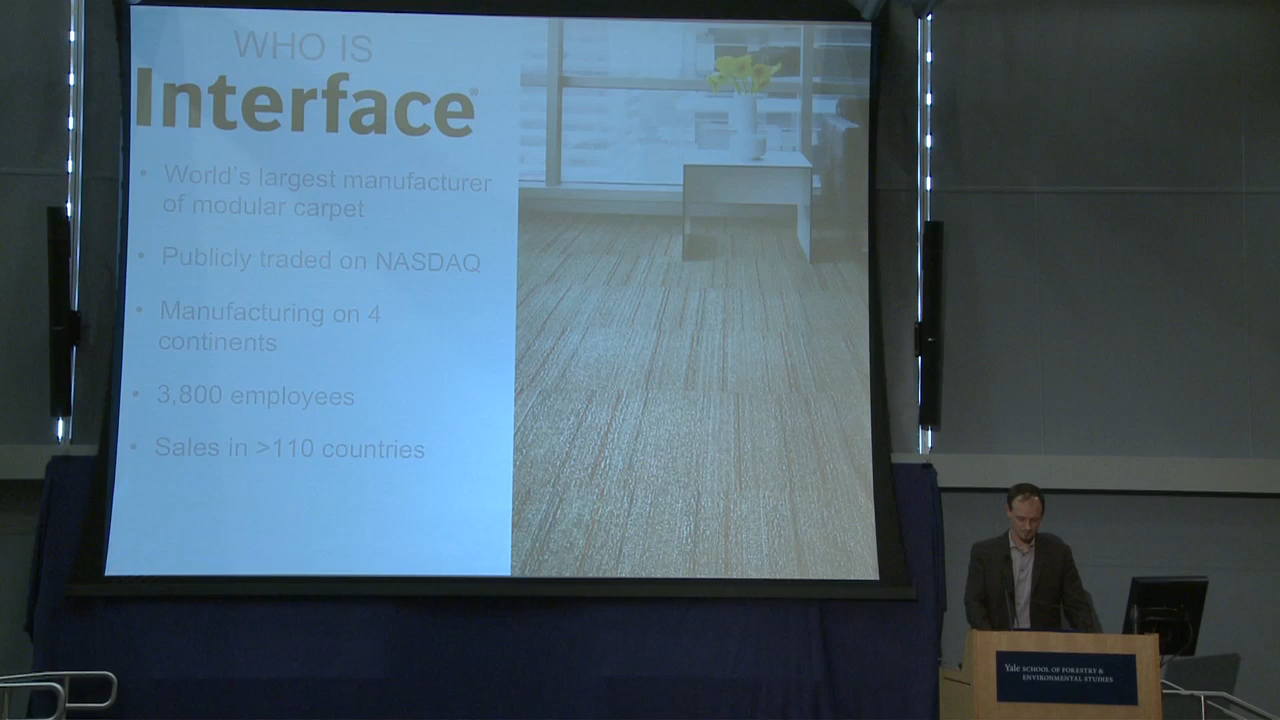 WHO IS
Interface®
• World's largest manufacturer
of modular carpet
• Publicly traded on NASDAQ
• Manufacturing on 4
continents
• 3,800 employees
• Sales in >110 countries
Yale SCHOOL OF FORESTRY &
ENVIRONMENTAL STUDIES